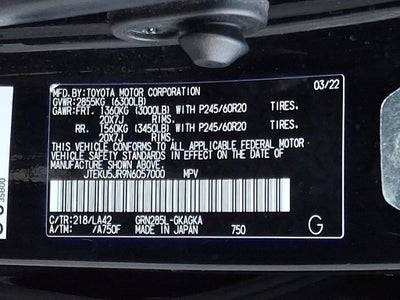 MFD.BY:TOYOTA MOTOR CORPORATION 03/22
GVWR:2855KG (6300LB)
GAWR:FRT. 1360KG (3000LB) WITH P245/60R20 TIRES.
20X7J RIMS.
RR. 1560KG (3450LB) WITH P245/60R20 TIRES.
20X7J RIMS.
THIS VEHICLE CONFORMS TO ALL APPLICABLE FEDERAL MOTOR
VEHICLE SAFETY STANDARDS IN EFFECT ON THE DATE OF
MANUFACTURE SHOWN ABOVE.
JTEKU5JR9N6057000 MPV
C/TR:218/LA42 GRN285L-GKAGKA
A/TM: /A750F MADE IN JAPAN 750 G
35B00